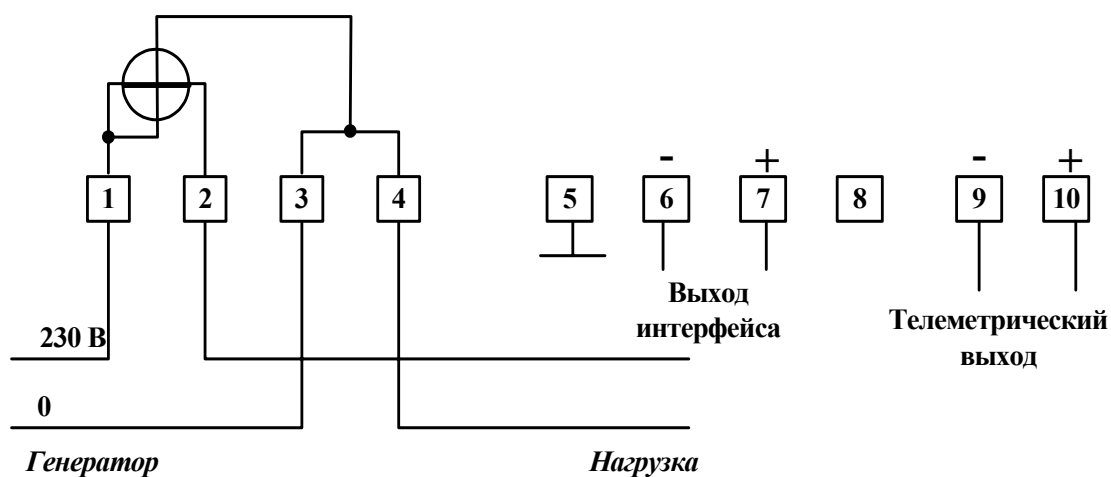 - + - +
1 2 3 4 5 6 7 8 9 10
Выход
интерфейса
Телеметрический
выход
230 В
0
Генератор Нагрузка